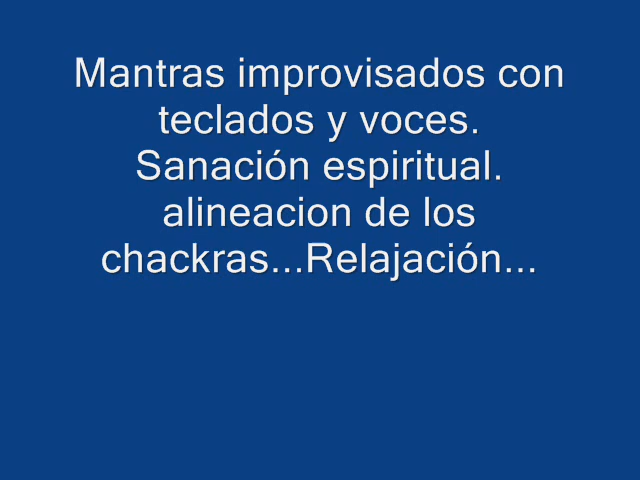 Mantras improvisados con
teclados y voces.
Sanación espiritual.
alineacion de los
chackras...Relajación...